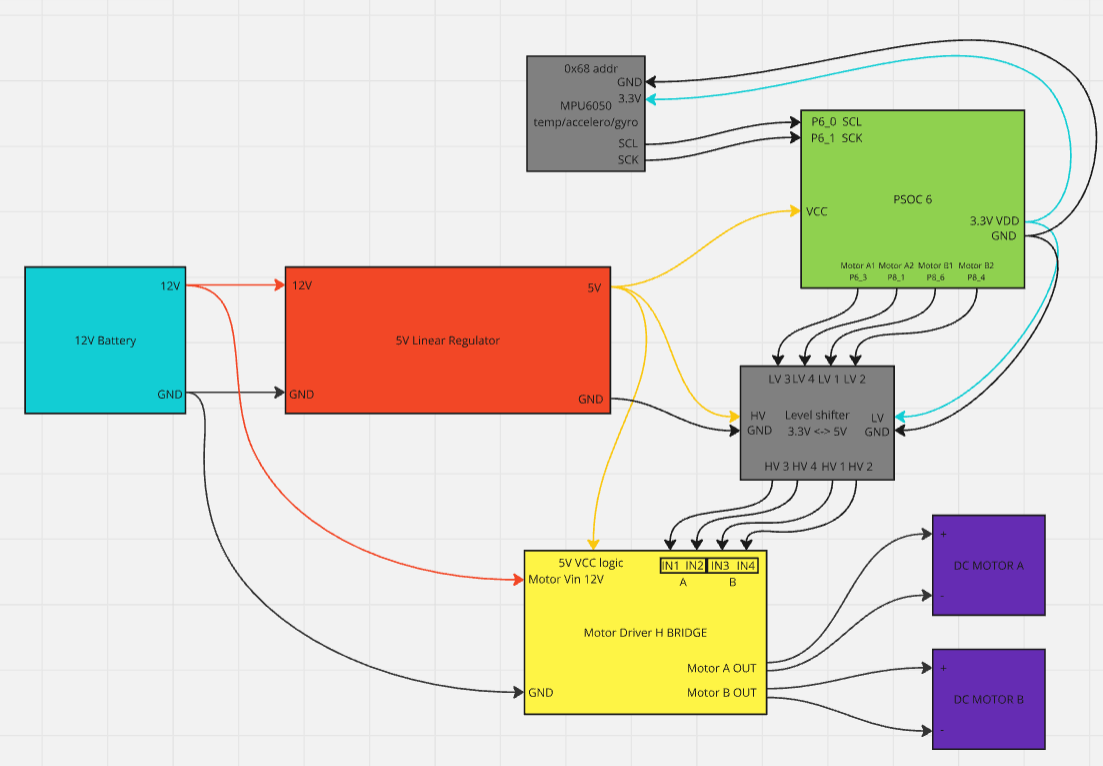 0x68 addr
GND
3.3V
MPU6050
temp/accelero/gyro
SCL
SCK
P6_0 SCL
P6_1 SCK
PSOC 6
VCC
3.3V VDD
GND
Motor A1 Motor A2 Motor B1 Motor B2
P6_3 P8_1 P8_6 P8_4
12V
12V Battery
GND
12V
5V
5V Linear Regulator
GND
GND
LV 3 LV 4 LV 1 LV 2
HV
Level shifter
LV
GND
3.3V <-> 5V
GND
HV 3 HV 4 HV 1 HV 2
5V VCC logic
IN1 IN2 IN3 IN4
Motor Vin 12V
A B
Motor Driver H BRIDGE
Motor A OUT
GND
Motor B OUT
+
DC MOTOR A
-
+
DC MOTOR B
-